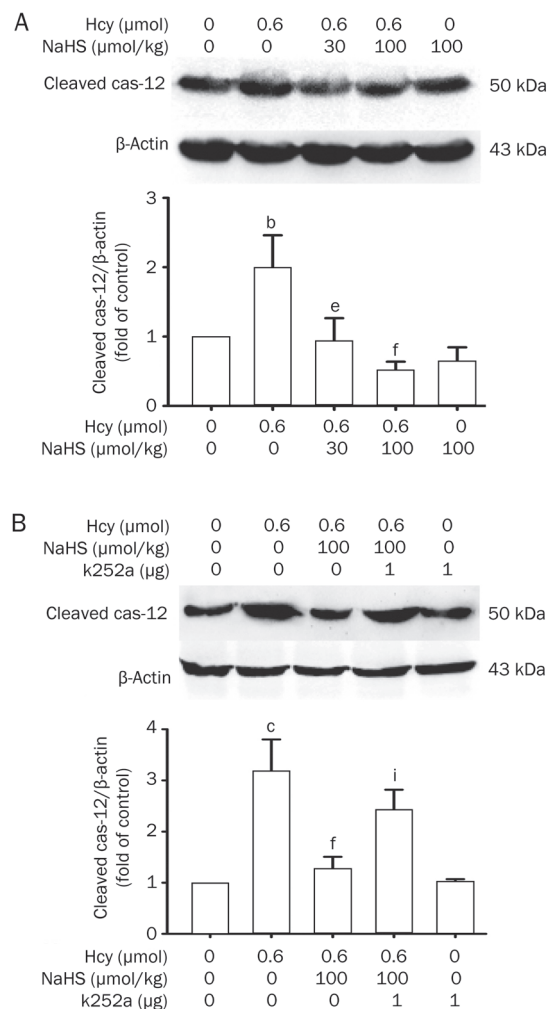 A
Hcy (µmol) 0 0.6 0.6 0.6 0
NaHS (µmol/kg) 0 0 30 100 100
Cleaved cas-12 50 kDa
β-Actin 43 kDa
Cleaved cas-12/β-actin
(fold of control)
3
2
1
0
b
e
f
Hcy (µmol) 0 0.6 0.6 0.6 0
NaHS (µmol/kg) 0 0 30 100 100
B
Hcy (µmol) 0 0.6 0.6 0.6 0
NaHS (µmol/kg) 0 0 100 100 0
k252a (µg) 0 0 0 1 1
Cleaved cas-12 50 kDa
β-Actin 43 kDa
Cleaved cas-12/β-actin
(fold of control)
4
3
2
1
0
c
f
i
Hcy (µmol) 0 0.6 0.6 0.6 0
NaHS (µmol/kg) 0 0 100 100 0
k252a (µg) 0 0 0 1 1